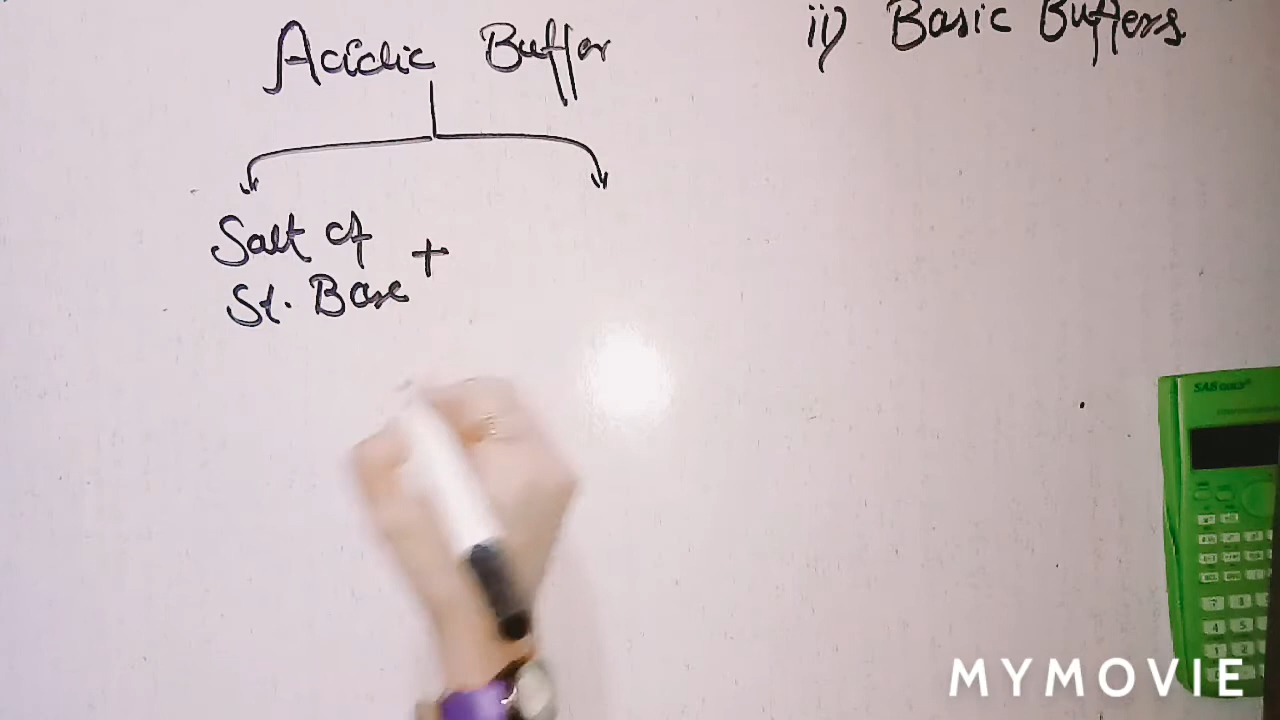 Acidic Buffer
ii) Basic Buffers
Salt of
St. Base +
MYMOVIE